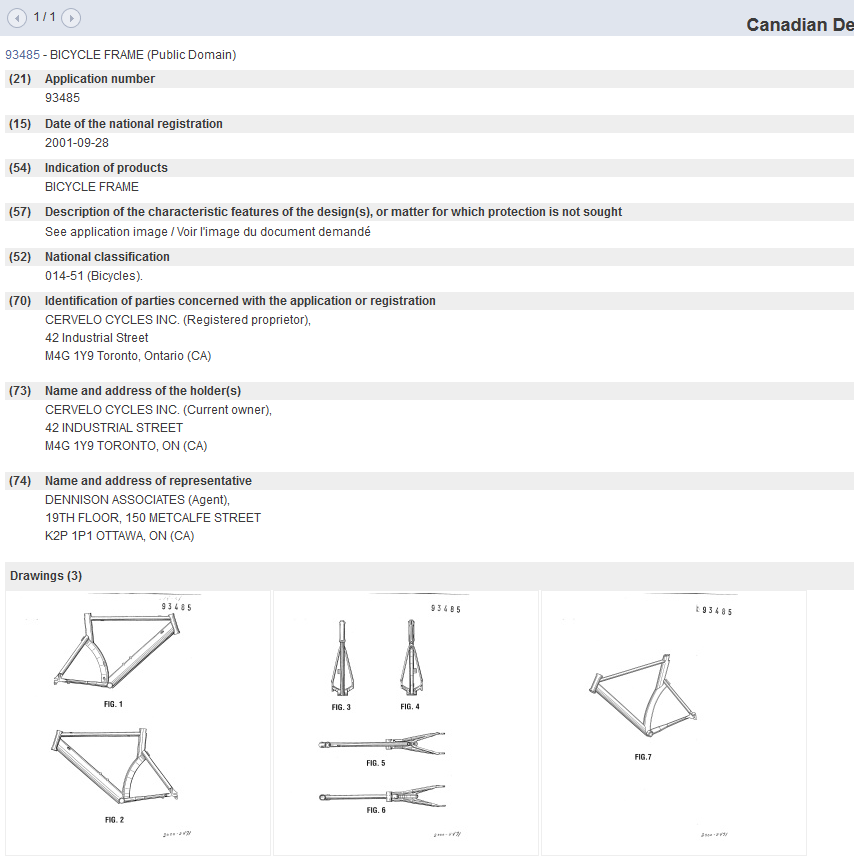 1 / 1
Canadian De
93485 - BICYCLE FRAME (Public Domain)
(21) Application number
93485
(15) Date of the national registration
2001-09-28
(54) Indication of products
BICYCLE FRAME
(57) Description of the characteristic features of the design(s), or matter for which protection is not sought
See application image / Voir l'image du document demandé
(52) National classification
014-51 (Bicycles).
(70) Identification of parties concerned with the application or registration
CERVELO CYCLES INC. (Registered proprietor),
42 Industrial Street
M4G 1Y9 Toronto, Ontario (CA)
(73) Name and address of the holder(s)
CERVELO CYCLES INC. (Current owner),
42 INDUSTRIAL STREET
M4G 1Y9 TORONTO, ON (CA)
(74) Name and address of representative
DENNISON ASSOCIATES (Agent),
19TH FLOOR, 150 METCALFE STREET
K2P 1P1 OTTAWA, ON (CA)
Drawings (3)
93485
FIG. 1
FIG. 2
93485
FIG. 3
FIG. 4
FIG. 5
FIG. 6
93485
FIG.7